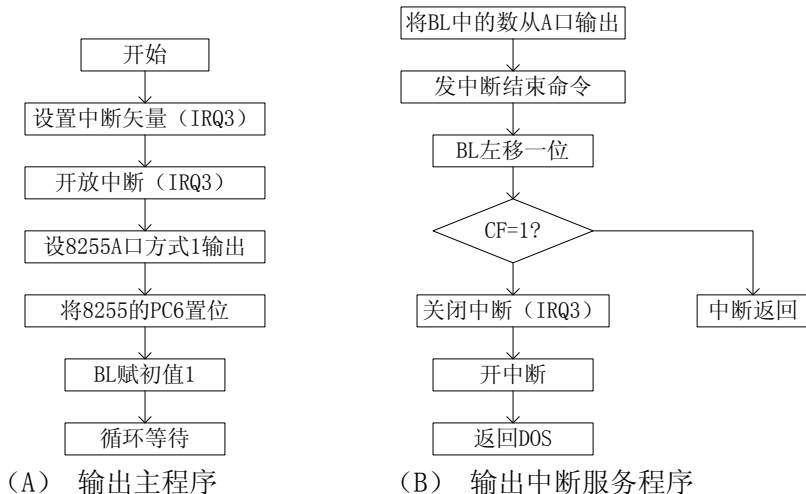 开始
设置中断矢量（IRQ3）
开放中断（IRQ3）
设8255A口方式1输出
将8255的PC6置位
BL赋初值1
循环等待
（A） 输出主程序
将BL中的数从A口输出
发中断结束命令
BL左移一位
CF=1?
关闭中断（IRQ3）
中断返回
开中断
返回DOS
（B） 输出中断服务程序